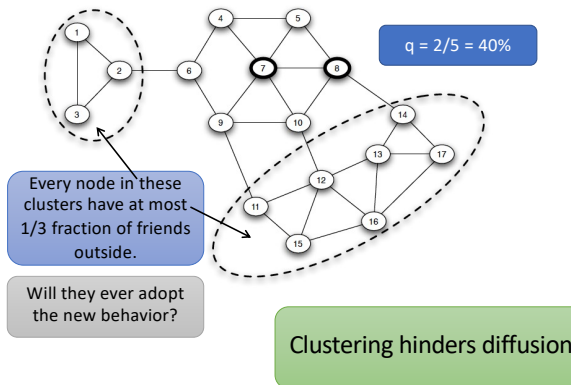 1
4
5
q = 2/5 = 40%
2
6
7
8
3
9
10
14
13
17
12
11
16
15
Every node in these
clusters have at most
1/3 fraction of friends
outside.
Will they ever adopt
the new behavior?
Clustering hinders diffusion